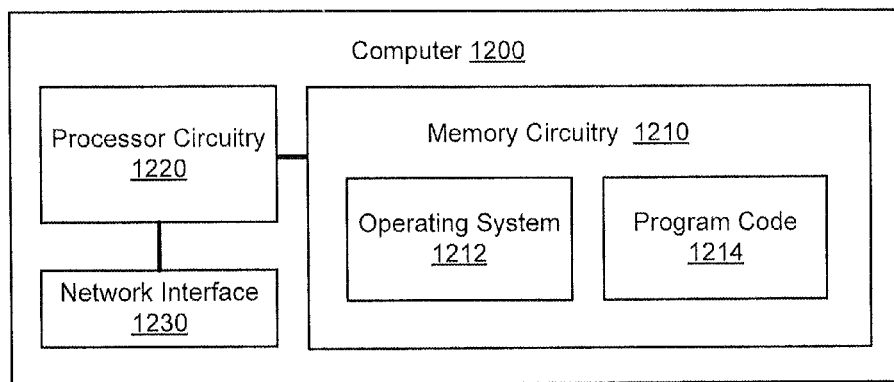 Computer 1200
Processor Circuitry
1220
Memory Circuitry 1210
Operating System
1212
Program Code
1214
Network Interface
1230